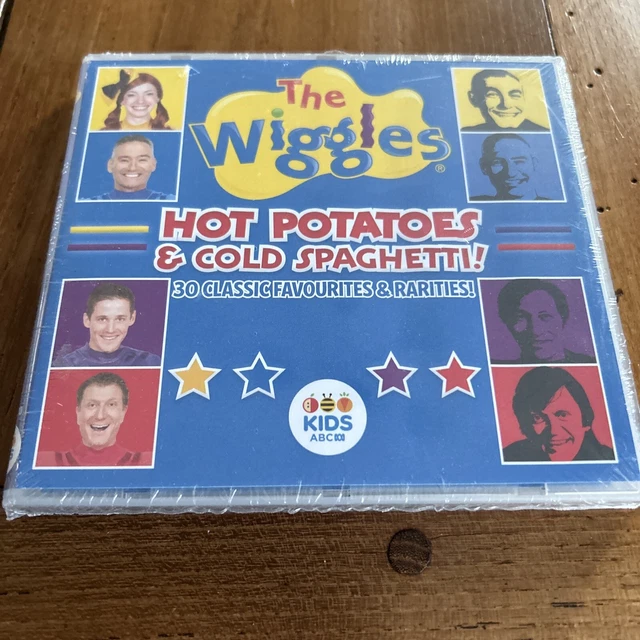 The
Wiggles®
HOT POTATOES
& COLD SPAGHETTI!
30 CLASSIC FAVOURITES & RARITIES!
KIDS
ABC